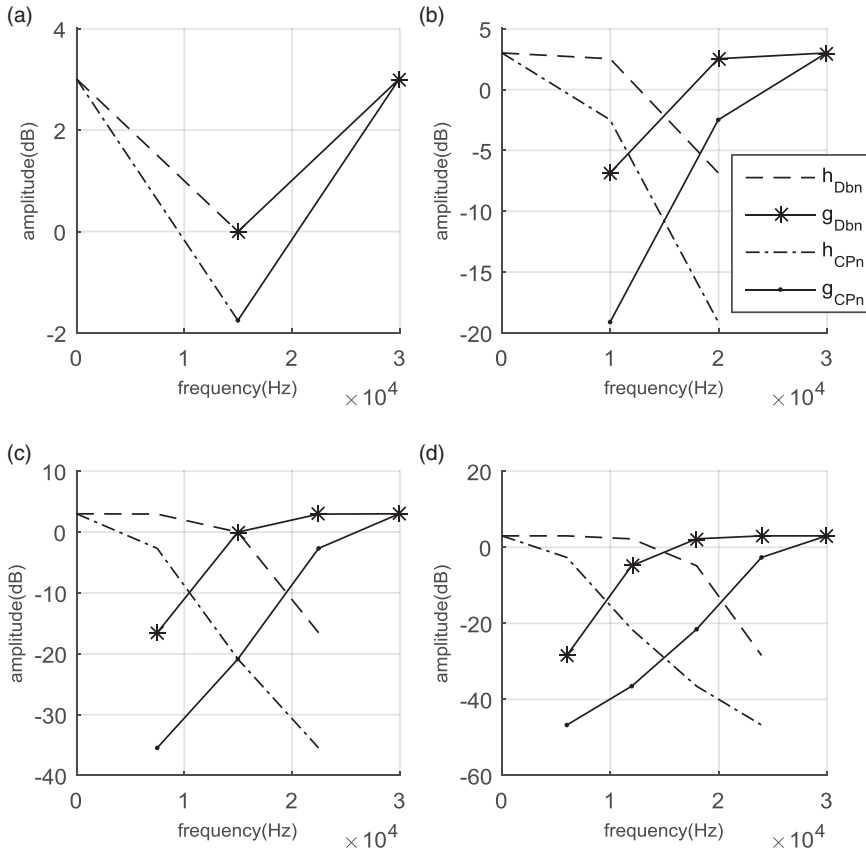 (a)
4
2
0
-2
amplitude(dB)
0 1 2 3
frequency(Hz)
× 10^4
(b)
5
0
-5
-10
-15
-20
amplitude(dB)
0 1 2 3
frequency(Hz)
× 10^4
h_Dbn
g_Dbn
h_CPn
g_CPn
(c)
10
0
-10
-20
-30
-40
amplitude(dB)
0 1 2 3
frequency(Hz)
× 10^4
(d)
20
0
-20
-40
-60
amplitude(dB)
0 1 2 3
frequency(Hz)
× 10^4